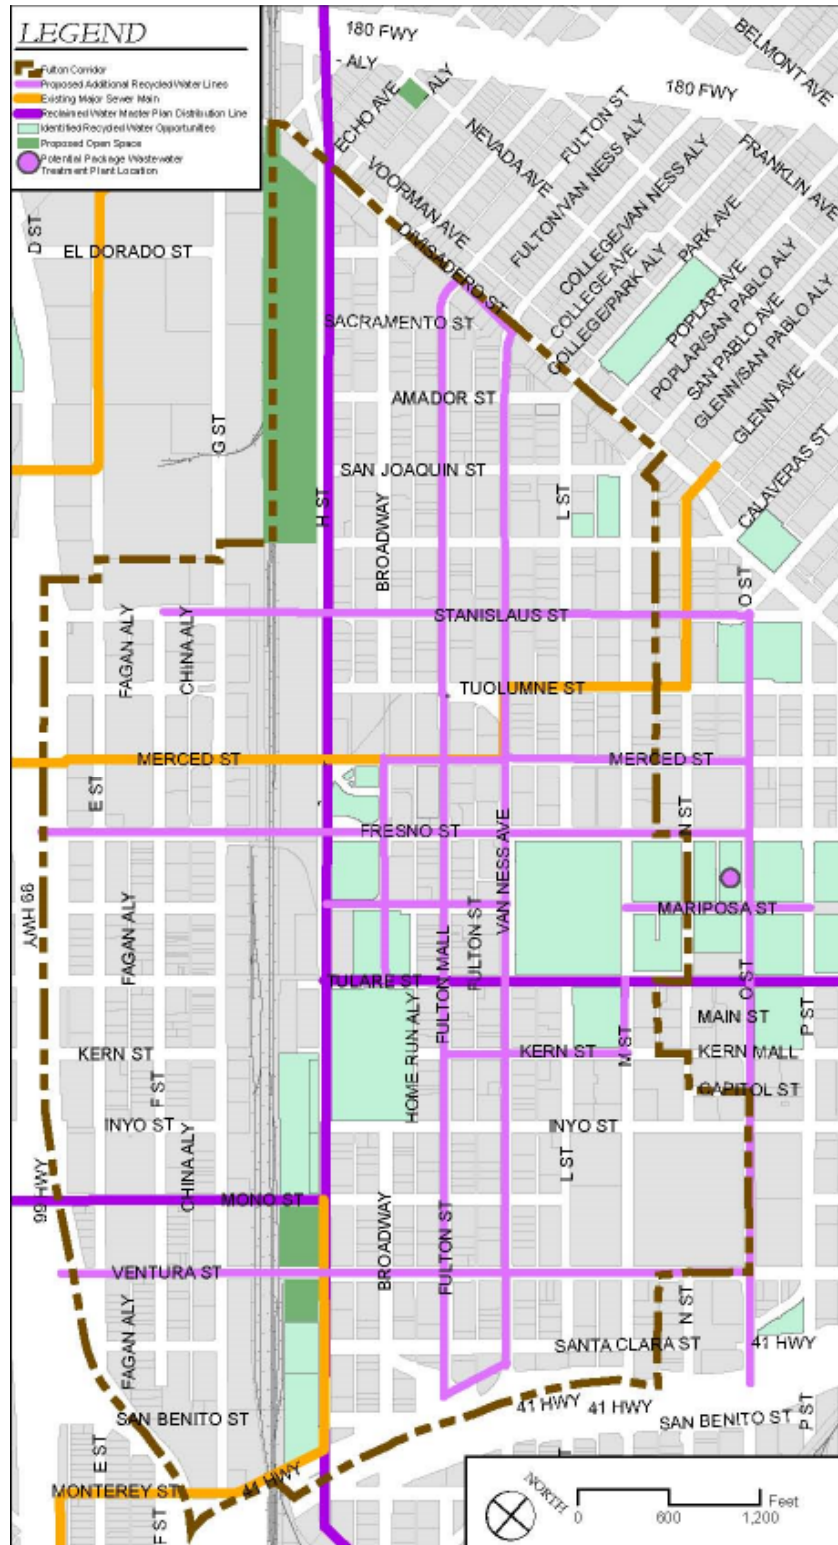 LEGEND
Fulton Corridor
Proposed Additional Recycled Water Lines
Existing Major Sewer Main
Reclaimed Water Master Plan Distribution Line
Identified Recycled Water Opportunities
Proposed Open Space
Potential Package Wastewater
Treatment Plant Location
180 FWY
BELMONT AVE
- ALY
ALY
180 FWY
ECHO AVE
NEVADA AVE
FULTON ST
FULTON/VAN NESS ALY
FRANKLIN AVE
VOORMAN AVE
COLLEGE/VAN NESS ALY
PARK AVE
DIVISADERO ST
COLLEGE AVE
COLLEGE/PARK ALY
D ST
EL DORADO ST
POPLAR AVE
POPLAR/SAN PABLO ALY
SACRAMENTO ST
SAN PABLO AVE
GLENN/SAN PABLO ALY
AMADOR ST
GLENN AVE
G ST
SAN JOAQUIN ST
CALAVERAS ST
H ST
BROADWAY
L ST
O ST
STANISLAUS ST
FAGAN ALY
CHINA ALY
TUOLUMNE ST
MERCED ST
MERCED ST
E ST
N ST
FRESNO ST
VAN NESS AVE
99 HWY
FAGAN ALY
FULTON ST
MARIPOSA ST
FULTON MALL
TULARE ST
O ST
MAIN ST
P ST
HOME RUN ALY
KERN ST
KERN ST
M ST
KERN MALL
F ST
CAPITOL ST
INYO ST
INYO ST
CHINA ALY
L ST
99 HWY
MONO ST
BROADWAY
FULTON ST
VENTURA ST
N ST
FAGAN ALY
SANTA CLARA ST
41 HWY
SAN BENITO ST
41 HWY
41 HWY
SAN BENITO ST
P ST
E ST
MONTEREY ST
41 HWY
F ST
NORTH
Feet
0 600 1,200